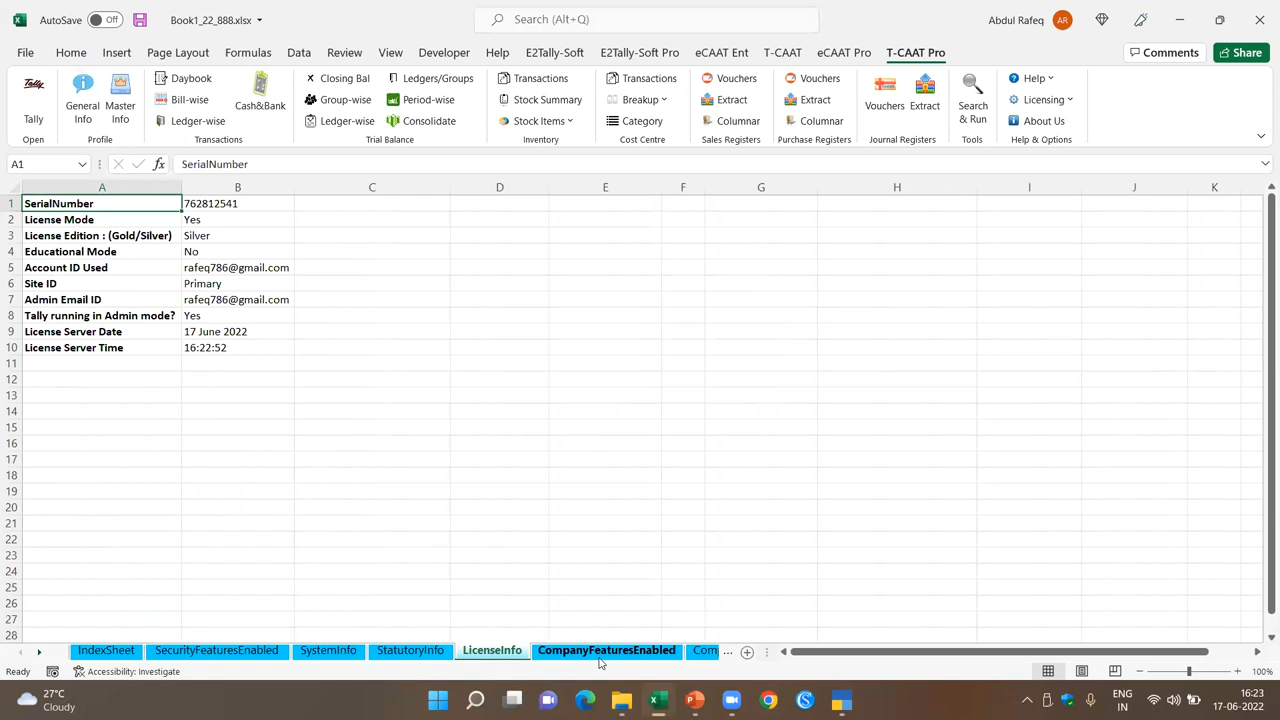 AutoSave Off Book1_22_888.xlsx Search (Alt+Q) Abdul Rafeq AR
File Home Insert Page Layout Formulas Data Review View Developer Help E2Tally-Soft E2Tally-Soft Pro eCAAT Ent T-CAAT eCAAT Pro T-CAAT Pro Comments Share
Tally
Tally
Open
General Info
Master Info
Profile
Daybook
Bill-wise
Ledger-wise
Cash&Bank
Transactions
Closing Bal
Group-wise
Ledger-wise
Ledgers/Groups
Period-wise
Consolidate
Trial Balance
Transactions
Stock Summary
Stock Items
Inventory
Transactions
Breakup
Category
Cost Centre
Vouchers
Extract
Columnar
Sales Registers
Vouchers
Extract
Columnar
Purchase Registers
Vouchers
Extract
Journal Registers
Search & Run
Tools
Help
Licensing
About Us
Help & Options
A1 fx SerialNumber
A B C D E F G H I J K
1 SerialNumber 762812541
2 License Mode Yes
3 License Edition : (Gold/Silver) Silver
4 Educational Mode No
5 Account ID Used rafeq786@gmail.com
6 Site ID Primary
7 Admin Email ID rafeq786@gmail.com
8 Tally running in Admin mode? Yes
9 License Server Date 17 June 2022
10 License Server Time 16:22:52
11
12
13
14
15
16
17
18
19
20
21
22
23
24
25
26
27
28
IndexSheet SecurityFeaturesEnabled SystemInfo StatutoryInfo LicenseInfo CompanyFeaturesEnabled Com ...
Ready Accessibility: Investigate 100%
27°C
Cloudy
ENG
IN
16:23
17-06-2022